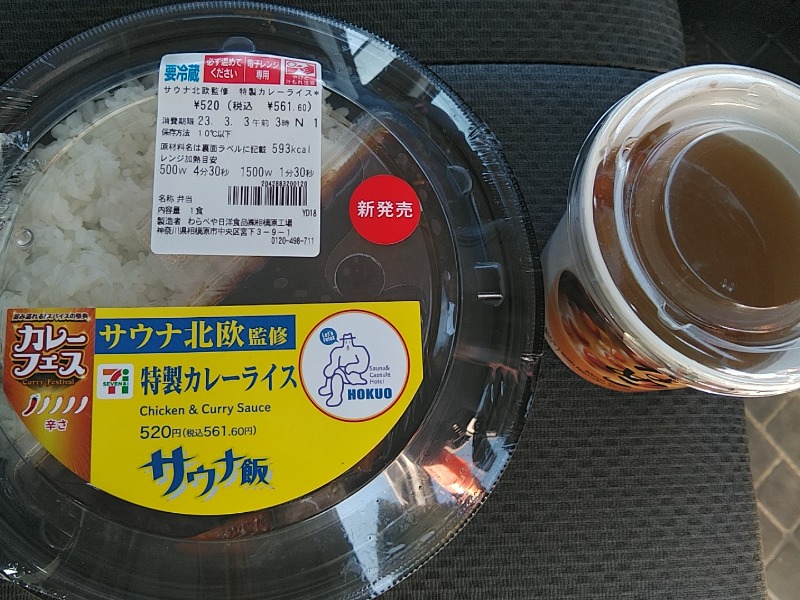 要冷蔵
必ず温めて
ください
電子レンジ
専用
サウナ北欧監修 特製カレーライス*
¥520 (税込 ¥561.60)
消費期限 23. 3. 3 午前 3時 N 1
保存方法 10℃以下
原材料名は裏面ラベルに記載 593kcal
レンジ加熱目安
500W 4分30秒 1500W 1分30秒
2042983200120
名称 弁当
内容量 1食
YD18
製造者 わらべや日洋食品㈱相模原工場
神奈川県相模原市中央区宮下3-9-1
0120-498-711
新発売
カレー
フェス
Curry Festival
辛さ
サウナ北欧監修
7i
SEVEN&i
特製カレーライス
Chicken & Curry Sauce
520円(税込561.60円)
サウナ飯
Let's relax
Sauna&
Capsule
Hotel
HOKUO